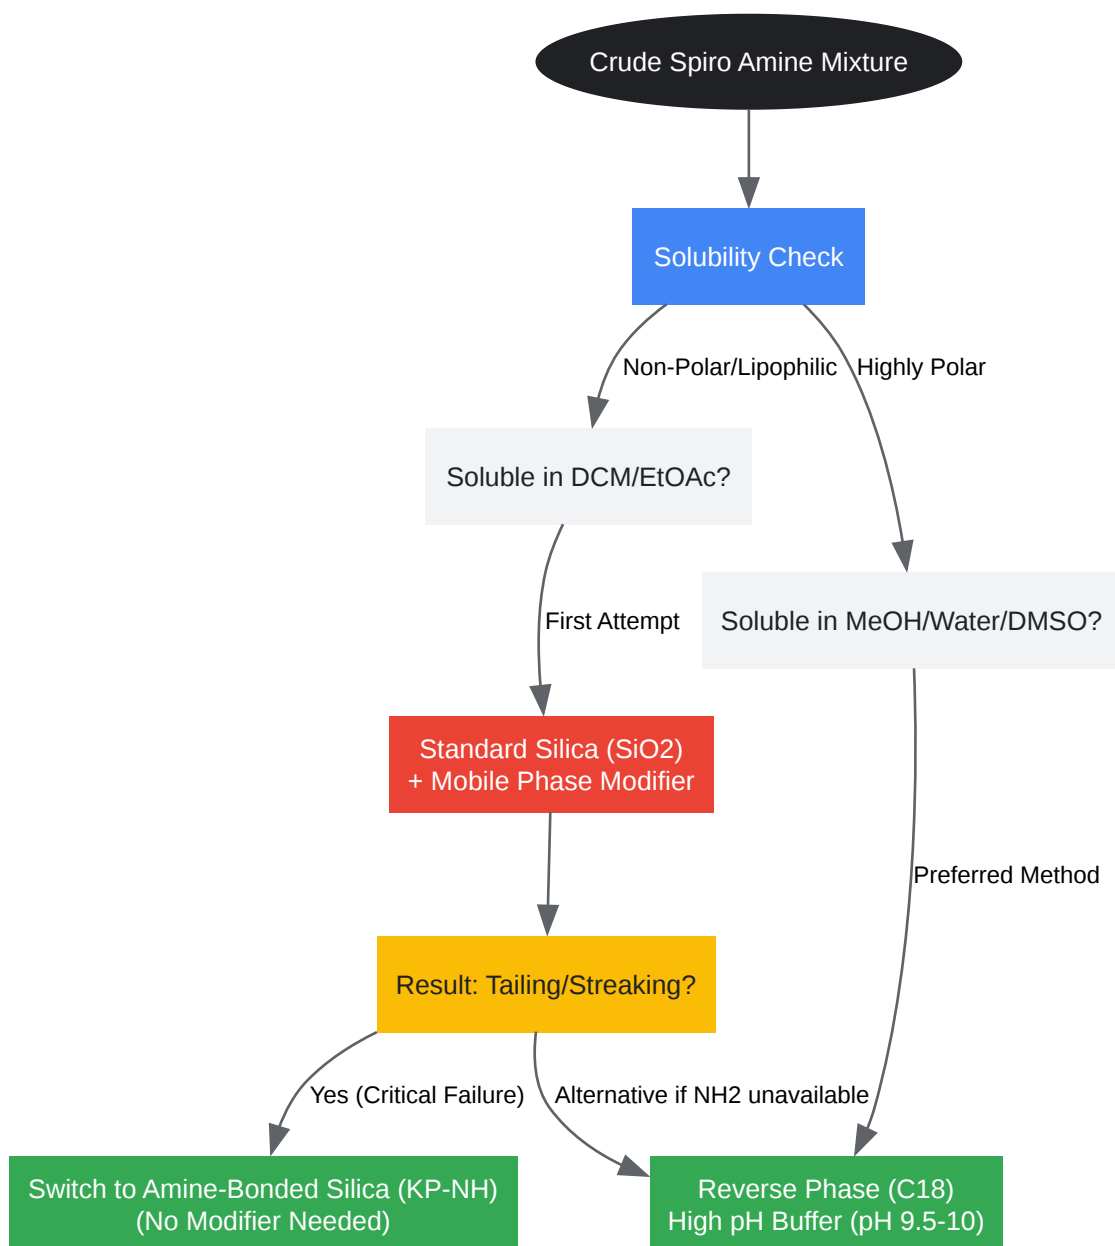 Crude Spiro Amine Mixture
Solubility Check
Non-Polar/Lipophilic
Highly Polar
Soluble in DCM/EtOAc?
First Attempt
Soluble in MeOH/Water/DMSO?
Standard Silica (SiO2)
+ Mobile Phase Modifier
Preferred Method
Result: Tailing/Streaking?
Yes (Critical Failure)
Alternative if NH2 unavailable
Switch to Amine-Bonded Silica (KP-NH)
(No Modifier Needed)
Reverse Phase (C18)
High pH Buffer (pH 9.5-10)